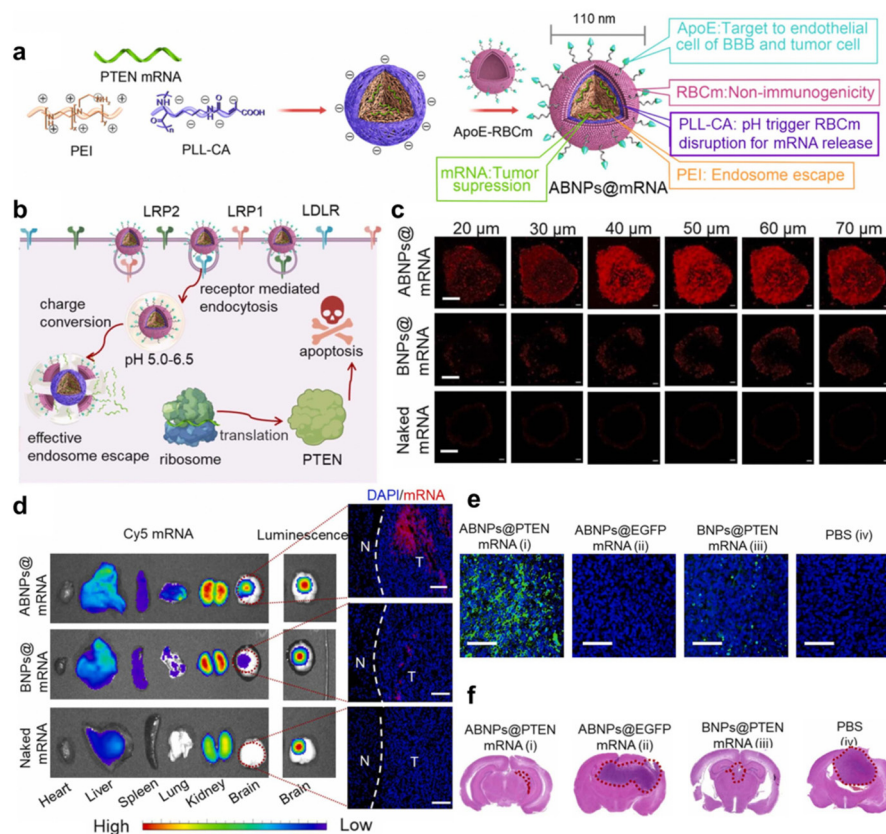 a
PTEN mRNA
PEI
PLL-CA
NH₂
COOH
ApoE-RBCm
110 nm
ABNPs@mRNA
mRNA:Tumor
supression
ApoE:Target to endothelial
cell of BBB and tumor cell
RBCm:Non-immunogenicity
PLL-CA: pH trigger RBCm
disruption for mRNA release
PEI: Endosome escape
b
LRP2
LRP1
LDLR
receptor mediated
endocytosis
charge
conversion
pH 5.0-6.5
apoptosis
effective
endosome escape
ribosome
translation
PTEN
c
20 μm
30 μm
40 μm
50 μm
60 μm
70 μm
ABNPs@
mRNA
BNPs@
mRNA
Naked
mRNA
d
Cy5 mRNA
Luminescence
DAPI/mRNA
ABNPs@
mRNA
BNPs@
mRNA
Naked
mRNA
N
T
N
T
N
T
Heart
Liver
Spleen
Lung
Kidney
Brain
Brain
High
Low
e
ABNPs@PTEN
mRNA (i)
ABNPs@EGFP
mRNA (ii)
BNPs@PTEN
mRNA (iii)
PBS (iv)
f
ABNPs@PTEN
mRNA (i)
ABNPs@EGFP
mRNA (ii)
BNPs@PTEN
mRNA (iii)
PBS
(iv)